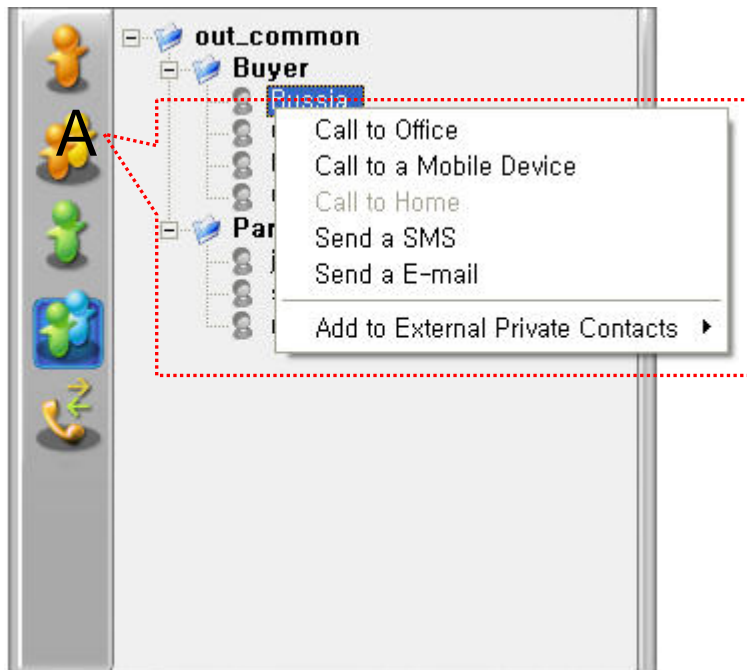 out_common
Buyer
Russia
A
Call to Office
Call to a Mobile Device
Call to Home
Send a SMS
Par
Send a E-mail
Add to External Private Contacts